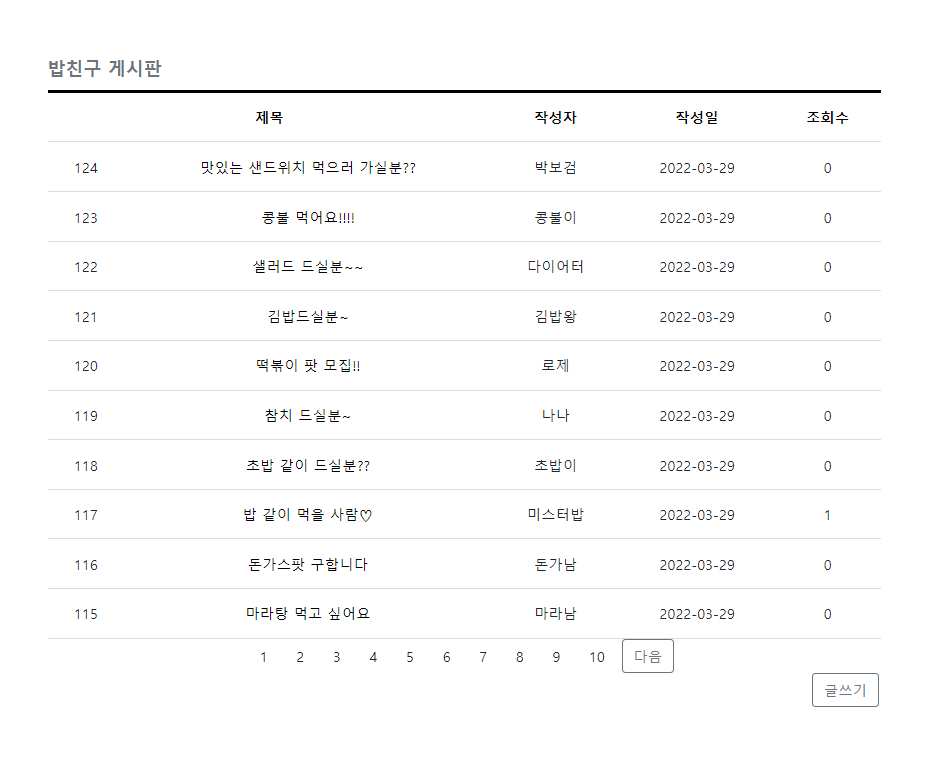 밥친구 게시판
제목 작성자 작성일 조회수
124 맛있는 샌드위치 먹으러 가실분?? 박보검 2022-03-29 0
123 콩불 먹어요!!!! 콩불이 2022-03-29 0
122 샐러드 드실분~~ 다이어터 2022-03-29 0
121 김밥드실분~ 김밥왕 2022-03-29 0
120 떡볶이 팟 모집!! 로제 2022-03-29 0
119 참치 드실분~ 나나 2022-03-29 0
118 초밥 같이 드실분?? 초밥이 2022-03-29 0
117 밥 같이 먹을 사람♡ 미스터밥 2022-03-29 1
116 돈가스팟 구합니다 돈가남 2022-03-29 0
115 마라탕 먹고 싶어요 마라남 2022-03-29 0
1 2 3 4 5 6 7 8 9 10 다음
글쓰기